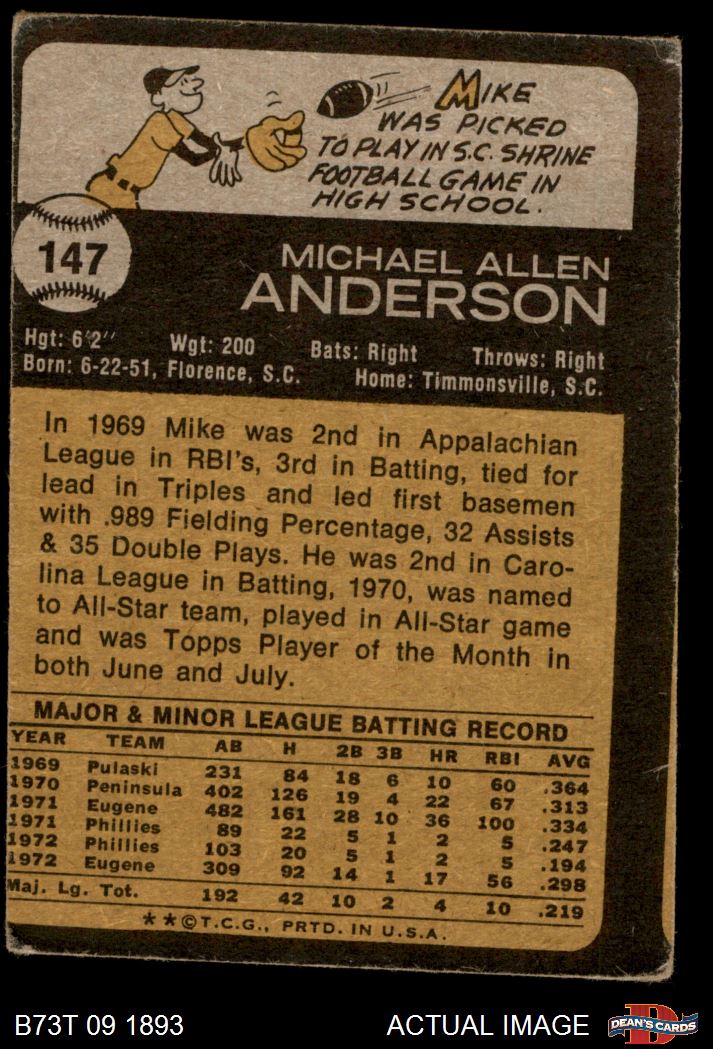 MIKE
WAS PICKED
TO PLAY IN S.C. SHRINE
FOOTBALL GAME IN
HIGH SCHOOL.
147
MICHAEL ALLEN
ANDERSON
Hgt: 6'2" Wgt: 200 Bats: Right Throws: Right
Born: 6-22-51, Florence, S.C. Home: Timmonsville, S.C.
In 1969 Mike was 2nd in Appalachian
League in RBI's, 3rd in Batting, tied for
lead in Triples and led first basemen
with .989 Fielding Percentage, 32 Assists
& 35 Double Plays. He was 2nd in Caro-
lina League in Batting, 1970, was named
to All-Star team, played in All-Star game
and was Topps Player of the Month in
both June and July.
MAJOR & MINOR LEAGUE BATTING RECORD
YEAR TEAM AB H 2B 3B HR RBI AVG
1969 Pulaski 231 84 18 6 10 60 .364
1970 Peninsula 402 126 19 4 22 67 .313
1971 Eugene 482 161 28 10 36 100 .334
1971 Phillies 89 22 5 1 2 5 .247
1972 Phillies 103 20 5 1 2 5 .194
1972 Eugene 309 92 14 1 17 56 .298
Maj. Lg. Tot. 192 42 10 2 4 10 .219
**©T.C.G., PRTD. IN U.S.A.
B73T 09 1893 ACTUAL IMAGE
D
DEAN'S CARDS